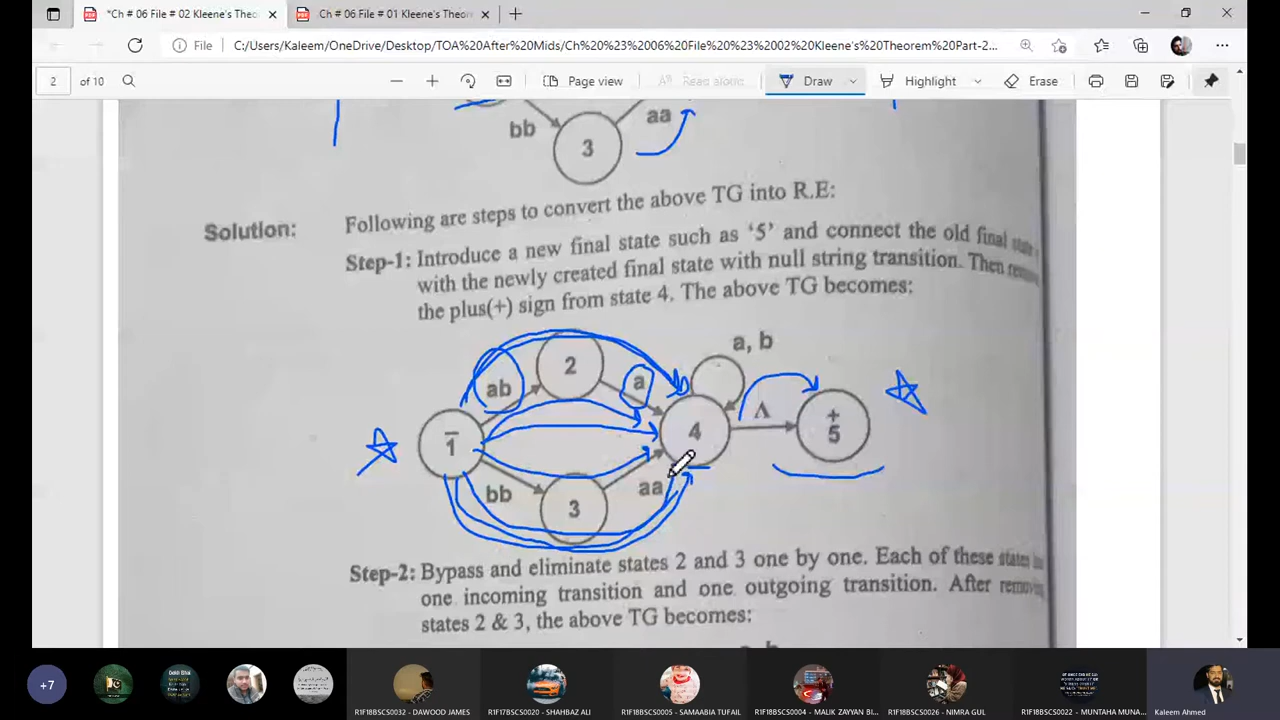 *Ch # 06 File # 02 Kleene's Theo
Ch # 06 File # 01 Kleene's Theor
File
C:/Users/Kaleem/OneDrive/Desktop/TOA%20After%20Mids/Ch%20%23%2006%20File%20%23%2002%20Kleene's%20Theorem%20Part-2...
2 of 10
Page view
Read aloud
Draw
Highlight
Erase
bb
aa
3
Solution: Following are steps to convert the above TG into R.E:
Step-1: Introduce a new final state such as '5' and connect the old final state
with the newly created final state with null string transition. Then
the plus(+) sign from state 4. The above TG becomes:
a, b
2
ab
a
Λ
–
1
4
+
5
bb
aa
3
Step-2: Bypass and eliminate states 2 and 3 one by one. Each of these states
one incoming transition and one outgoing transition. After
states 2 & 3, the above TG becomes:
+7
R1F18BSCS0032 - DAWOOD JAMES
R1F17BSCS0020 - SHAHBAZ ALI
R1F18BSCS0005 - SAMAABIA TUFAIL
R1F18BSCS0004 - MALIK ZAYYAN BI...
R1F18BSCS0026 - NIMRA GUL
R1F18BSCS0022 - MUNTAHA MUNA...
Kaleem Ahmed